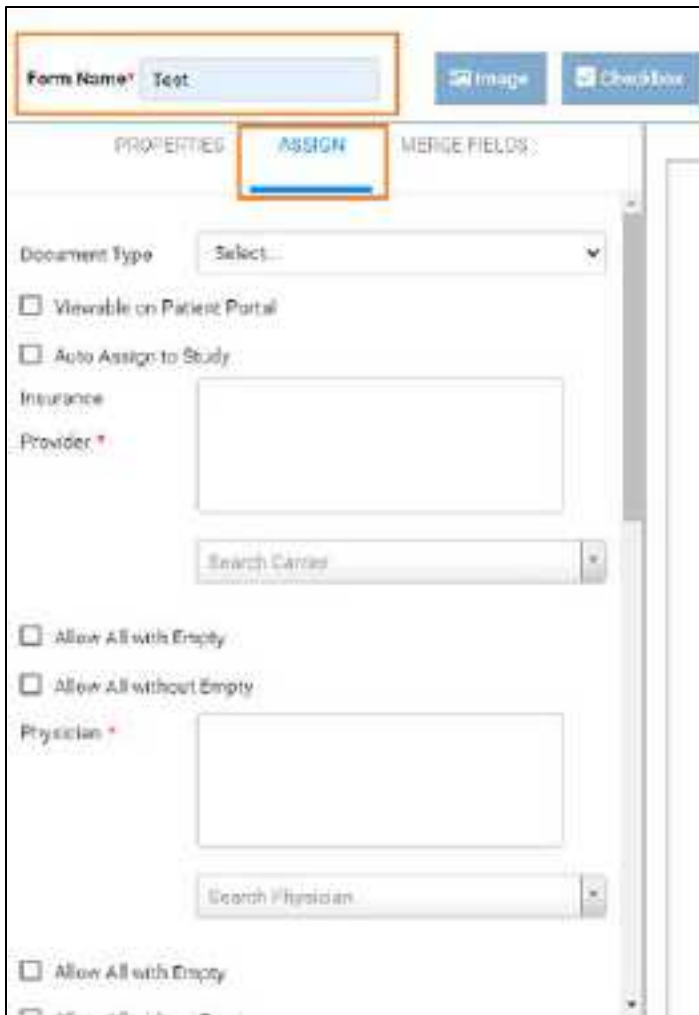 Form Name* Test Image Checkbox
PROPERTIES ASSIGN MERGE FIELDS
Document Type Select...
Viewable on Patient Portal
Auto Assign to Study
Insurance
Provider *
Search Carrier
Allow All with Empty
Allow All without Empty
Physician *
Search Physician
Allow All with Empty